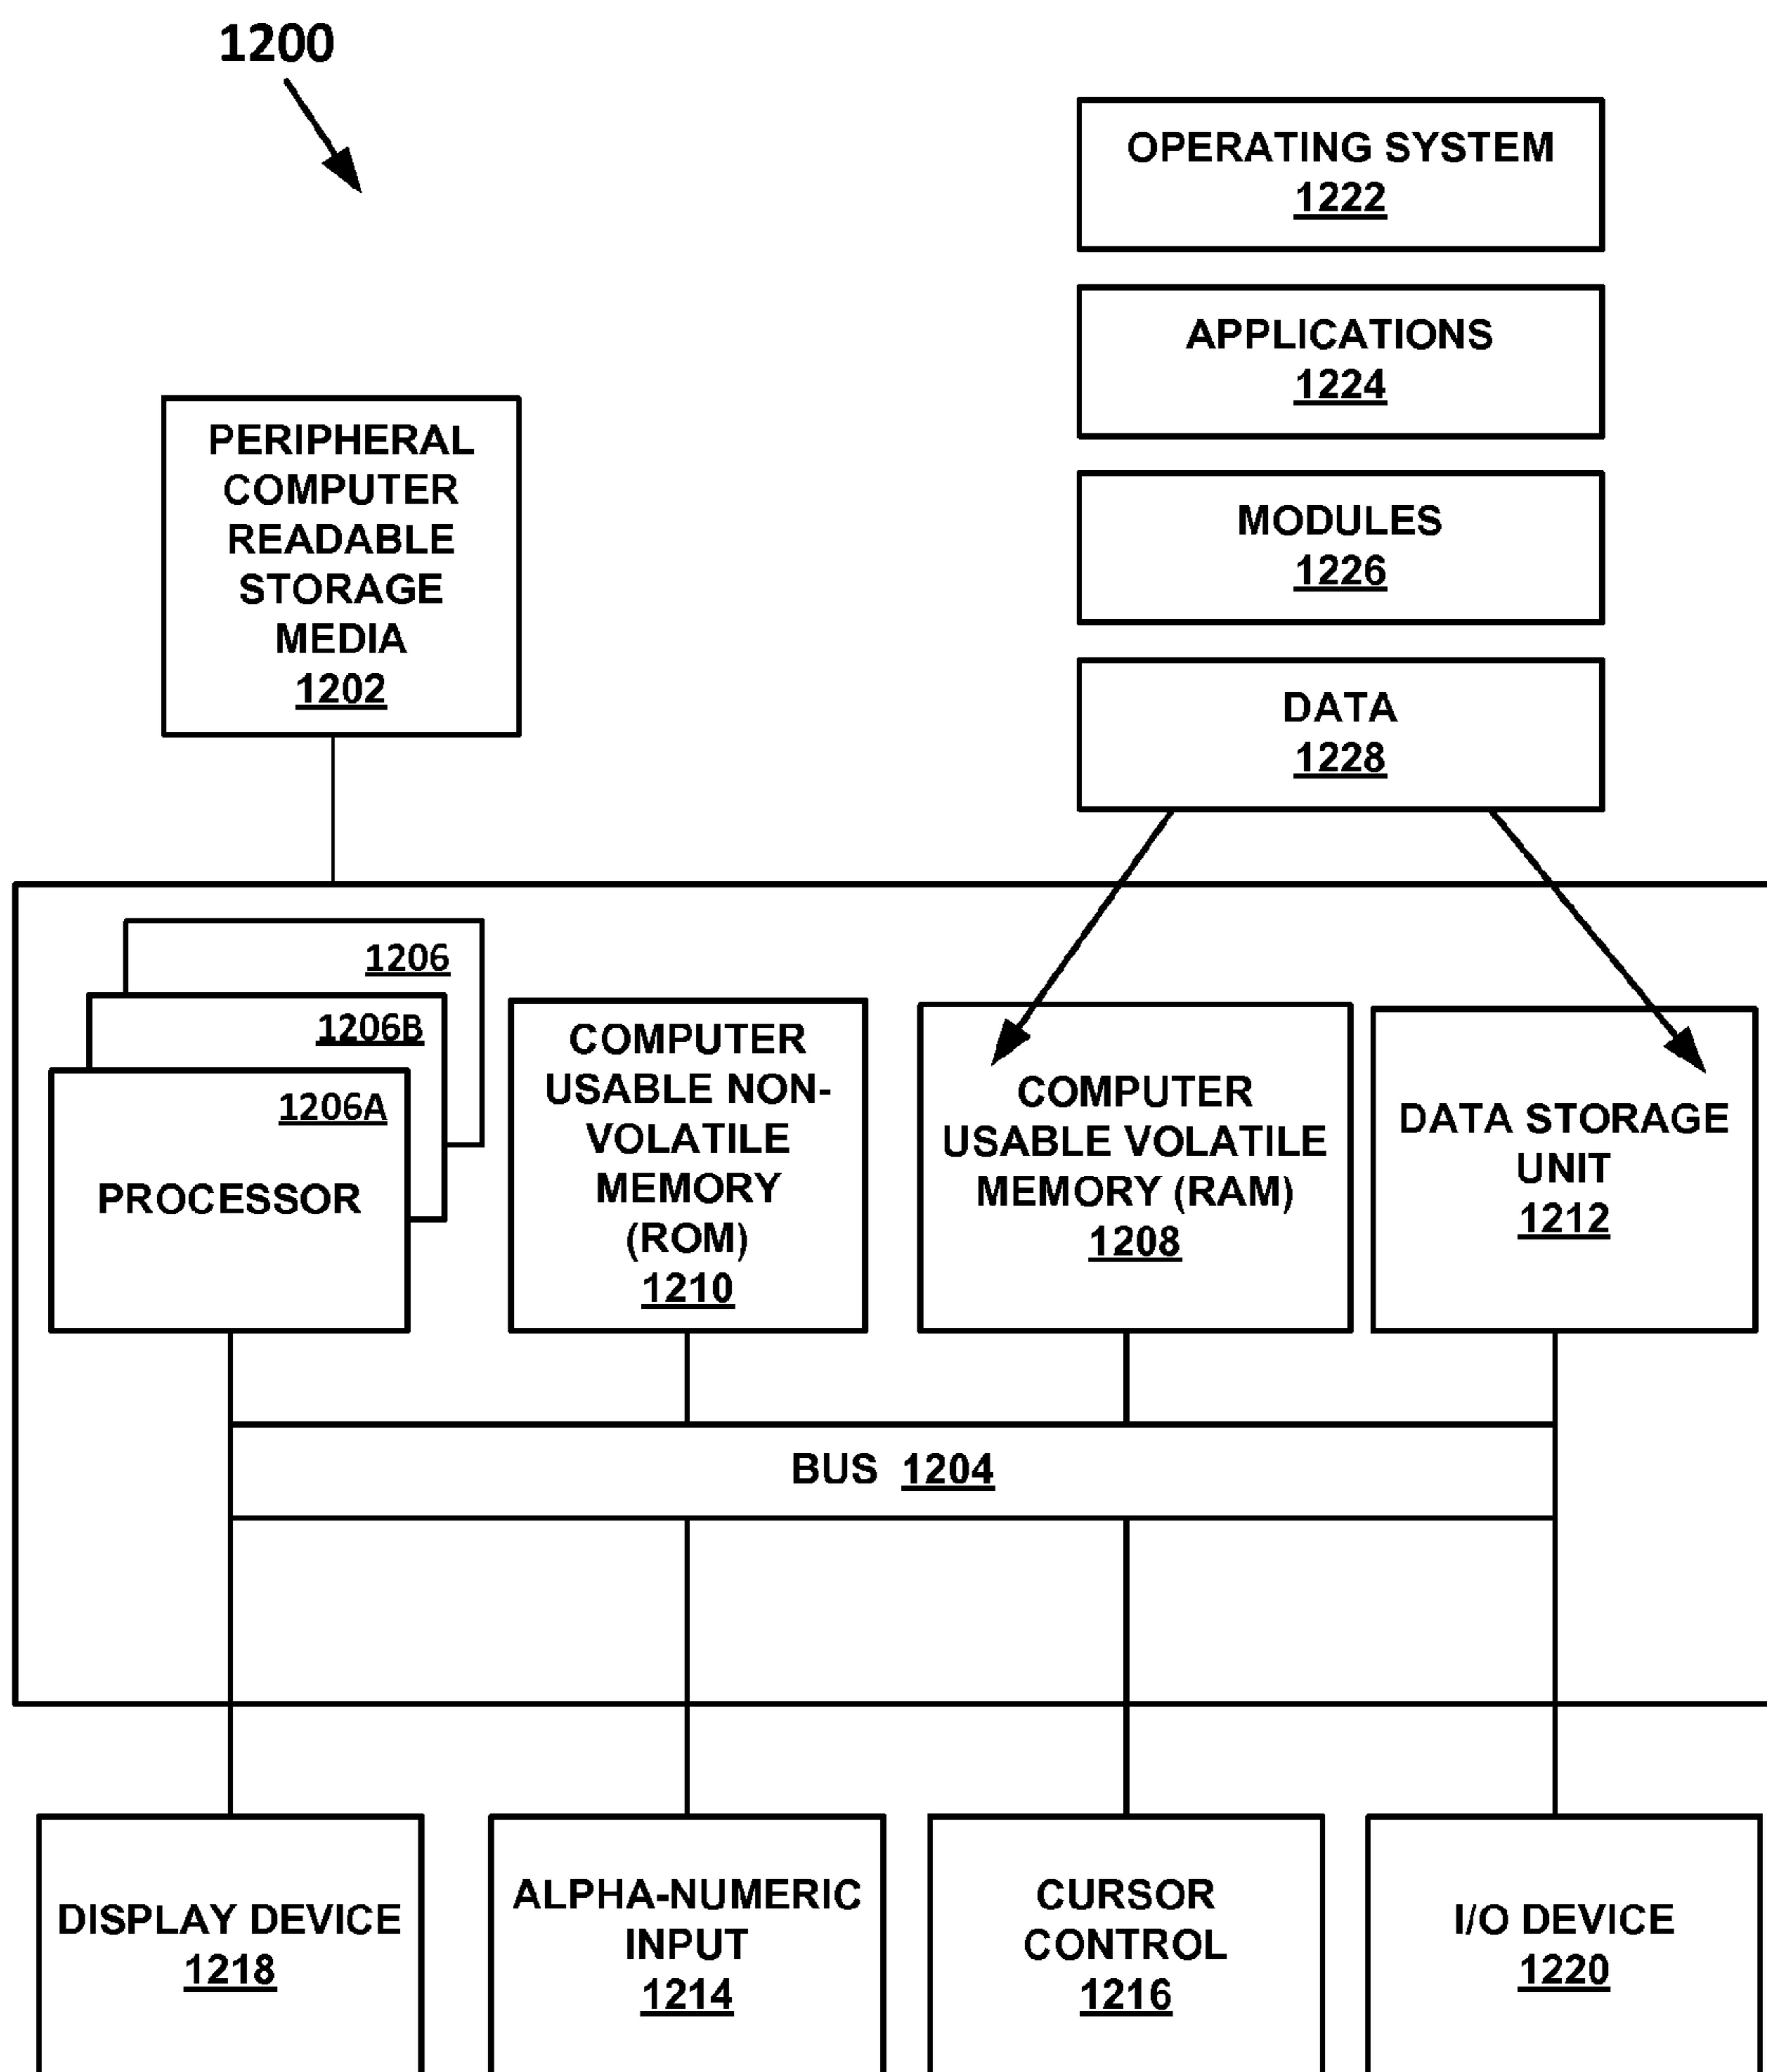 1200
OPERATING SYSTEM
1222
APPLICATIONS
1224
MODULES
1226
DATA
1228
PERIPHERAL
COMPUTER
READABLE
STORAGE
MEDIA
1202
1206
1206B
1206A
PROCESSOR
COMPUTER
USABLE NON-
VOLATILE
MEMORY
(ROM)
1210
COMPUTER
USABLE VOLATILE
MEMORY (RAM)
1208
DATA STORAGE
UNIT
1212
BUS 1204
DISPLAY DEVICE
1218
ALPHA-NUMERIC
INPUT
1214
CURSOR
CONTROL
1216
I/O DEVICE
1220